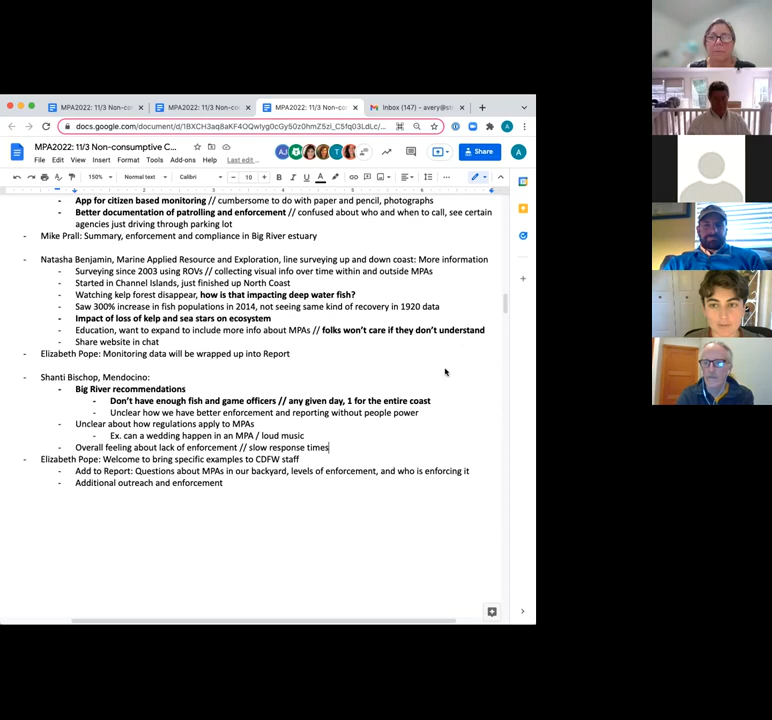 MPA2022: 11/3 Non-con
MPA2022: 11/3 Non-con
MPA2022: 11/3 Non-con
Inbox (147) - avery@st
docs.google.com/document/d/
MPA2022: 11/3 Non-consumptive C...
File Edit View Insert Format Tools Add-ons Help Last edit ...
AJ T
Share
A
150% Normal text Calibri 10 B I U A
- App for citizen based monitoring // cumbersome to do with paper and pencil, photographs
- Better documentation of patrolling and enforcement // confused about who and when to call, see certain
agencies just driving through parking lot
- Mike Prall: Summary, enforcement and compliance in Big River estuary
- Natasha Benjamin, Marine Applied Resource and Exploration, line surveying up and down coast: More information
- Surveying since 2003 using ROVs // collecting visual info over time within and outside MPAs
- Started in Channel Islands, just finished up North Coast
- Watching kelp forest disappear, how is that impacting deep water fish?
- Saw 300% increase in fish populations in 2014, not seeing same kind of recovery in 1920 data
- Impact of loss of kelp and sea stars on ecosystem
- Education, want to expand to include more info about MPAs // folks won't care if they don't understand
- Share website in chat
- Elizabeth Pope: Monitoring data will be wrapped up into Report
- Shanti Bischop, Mendocino:
- Big River recommendations
- Don't have enough fish and game officers // any given day, 1 for the entire coast
- Unclear how we have better enforcement and reporting without people power
- Unclear about how regulations apply to MPAs
- Ex. can a wedding happen in an MPA / loud music
- Overall feeling about lack of enforcement // slow response times
- Elizabeth Pope: Welcome to bring specific examples to CDFW staff
- Add to Report: Questions about MPAs in our backyard, levels of enforcement, and who is enforcing it
- Additional outreach and enforcement